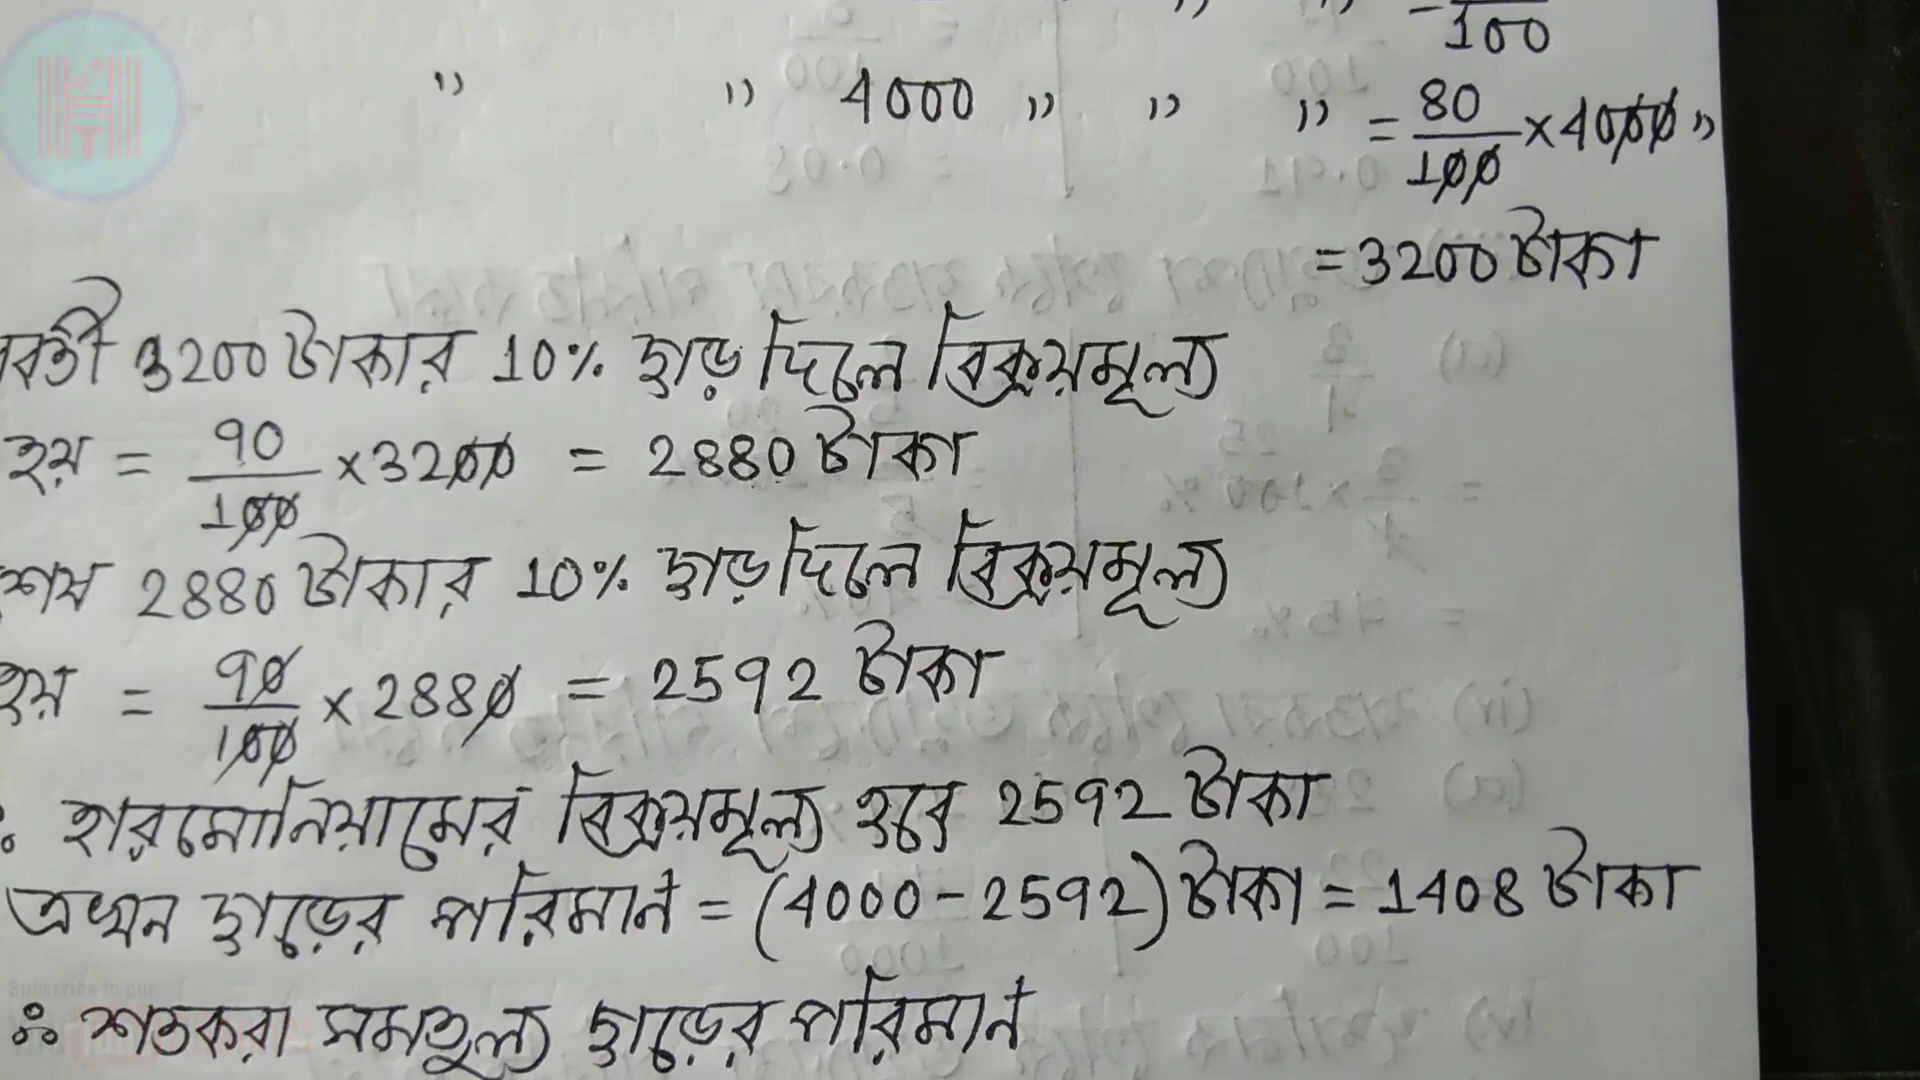 " " - 100
" " 4000 " " " = 80/100 × 4000 "
= 3200 টাকা
বর্তী 3200 টাকার 10% ছাড় দিলে বিক্রয়মূল্য
হয় = 90/100 × 3200 = 2880 টাকা
শেষ 2880 টাকার 10% ছাড় দিলে বিক্রয়মূল্য
হয় = 90/100 × 2880 = 2592 টাকা
∴ হারমোনিয়ামের বিক্রয়মূল্য হবে 2592 টাকা
এখন ছাড়ের পরিমান = (4000 - 2592) টাকা = 1408 টাকা
∴ শতকরা সমতুল্য ছাড়ের পরিমান